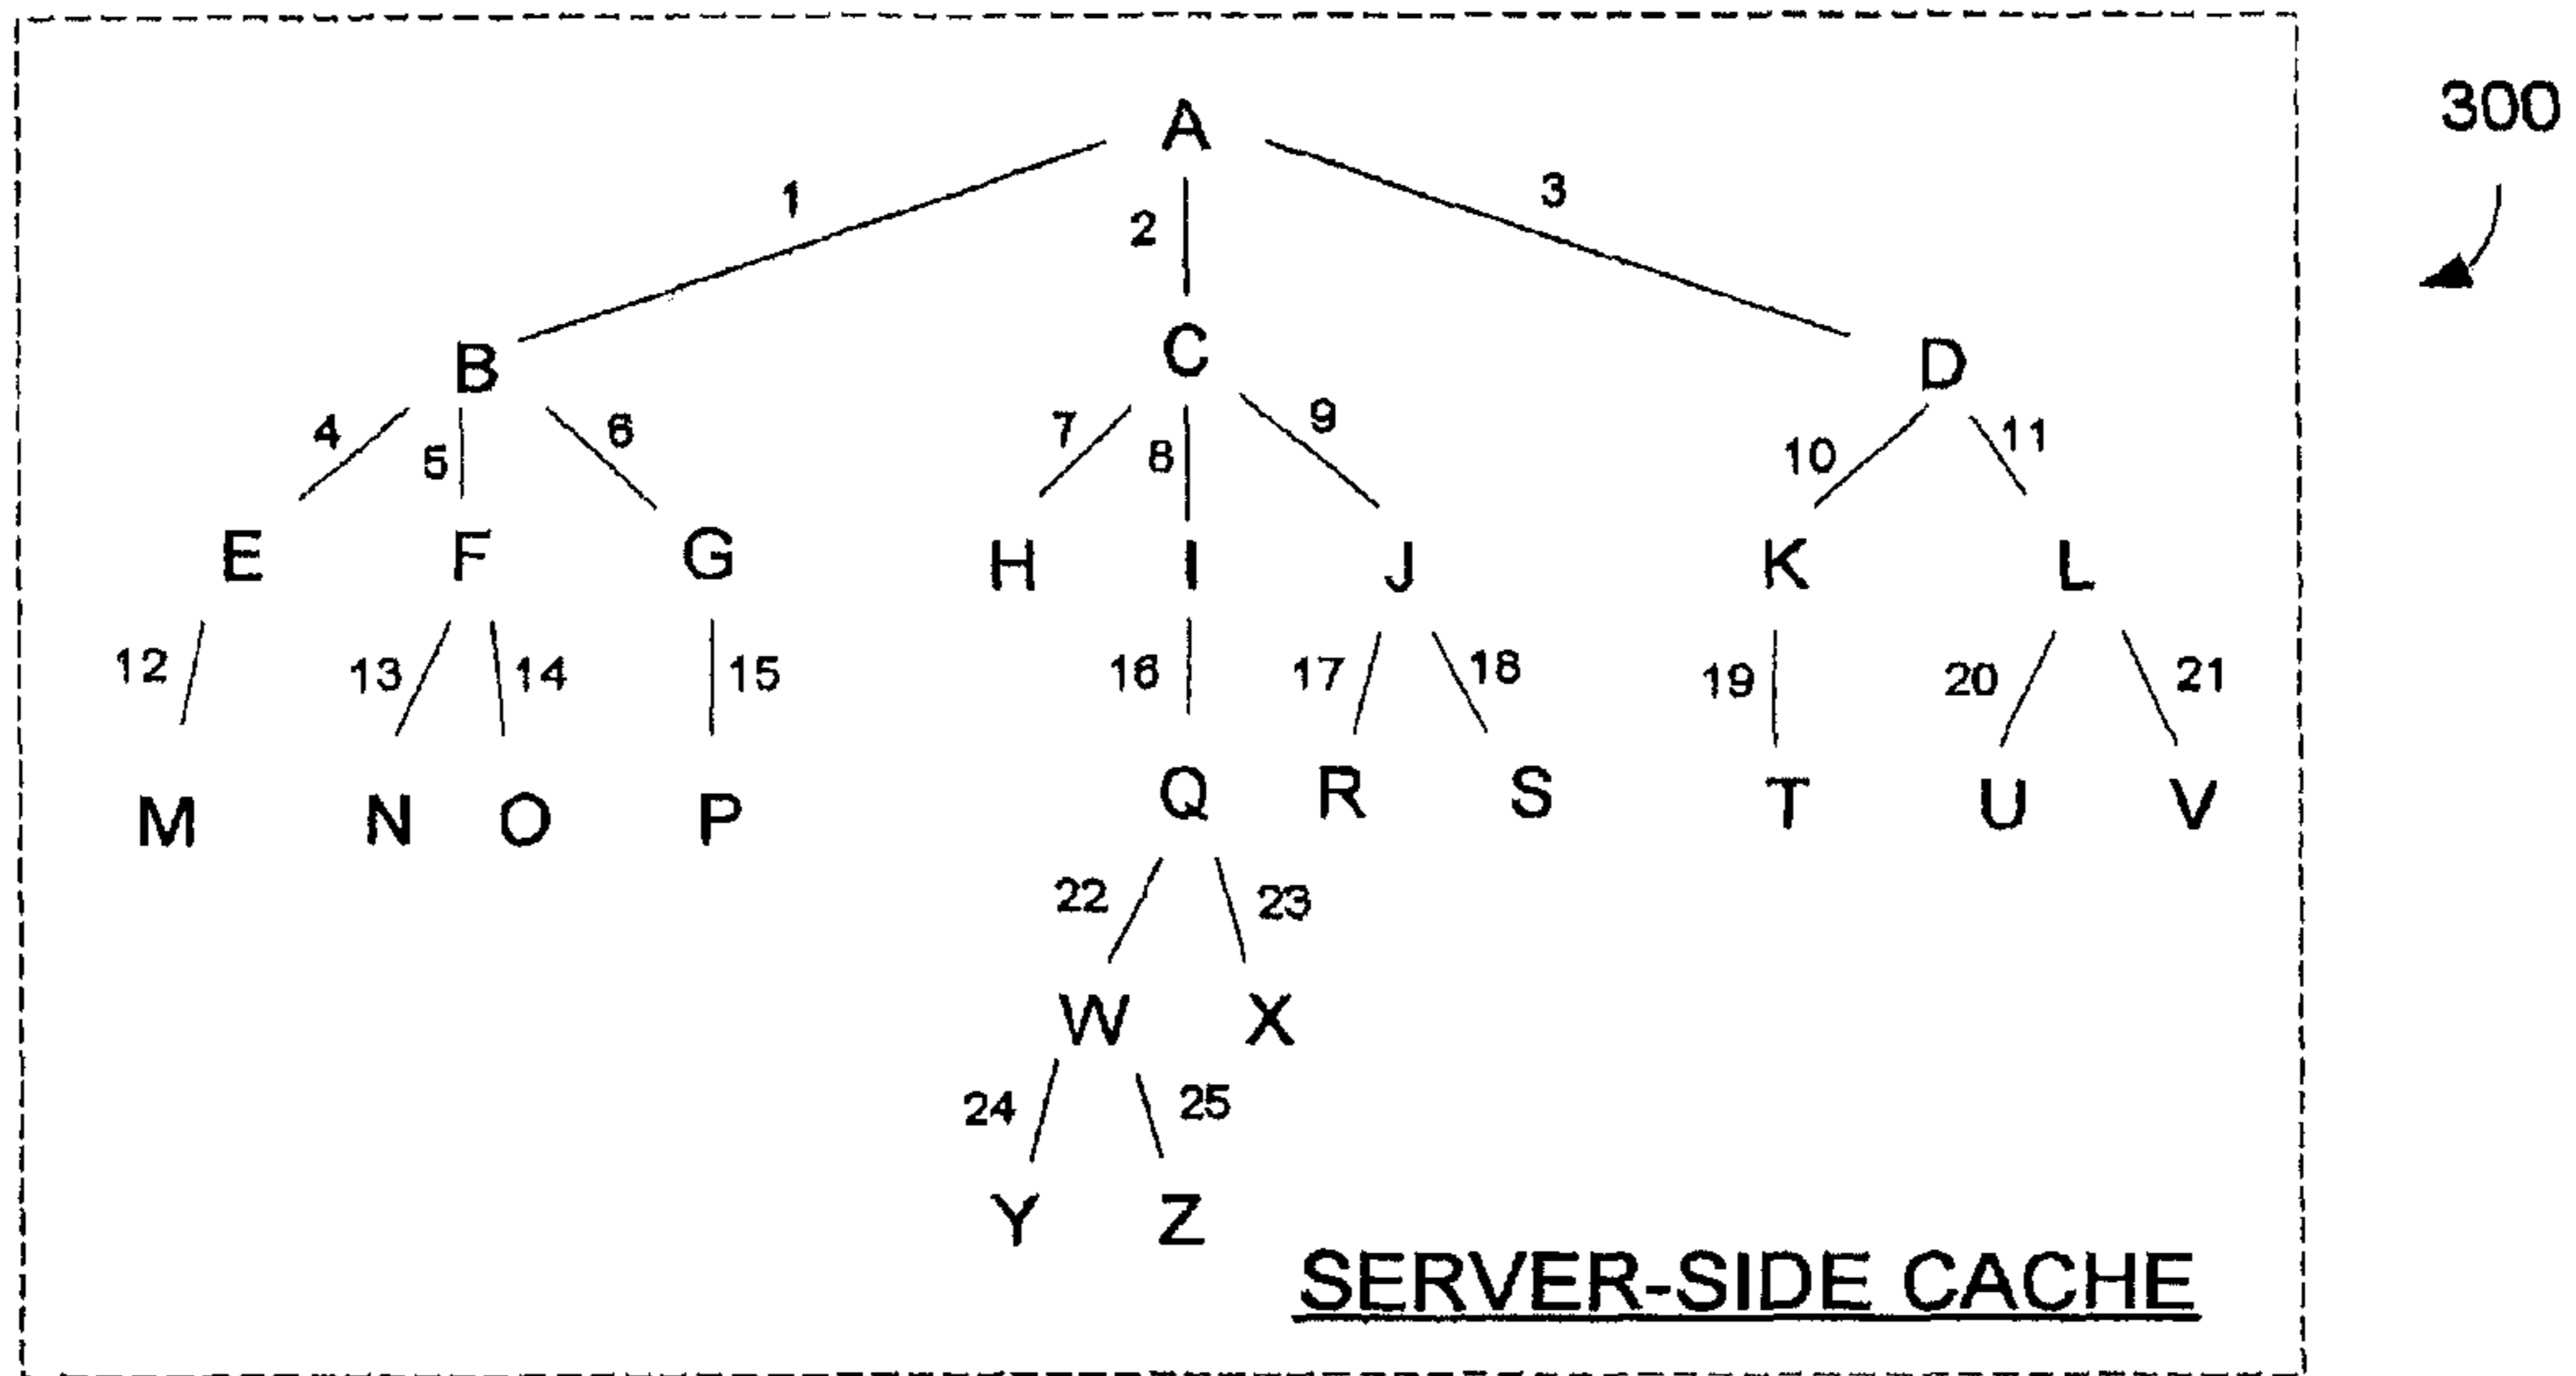 300
A
1 2 3
B C D
4 5 6 7 8 9 10 11
E F G H I J K L
12 13 14 15 16 17 18 19 20 21
M N O P Q R S T U V
22 23
W X
24 25
Y Z
SERVER-SIDE CACHE